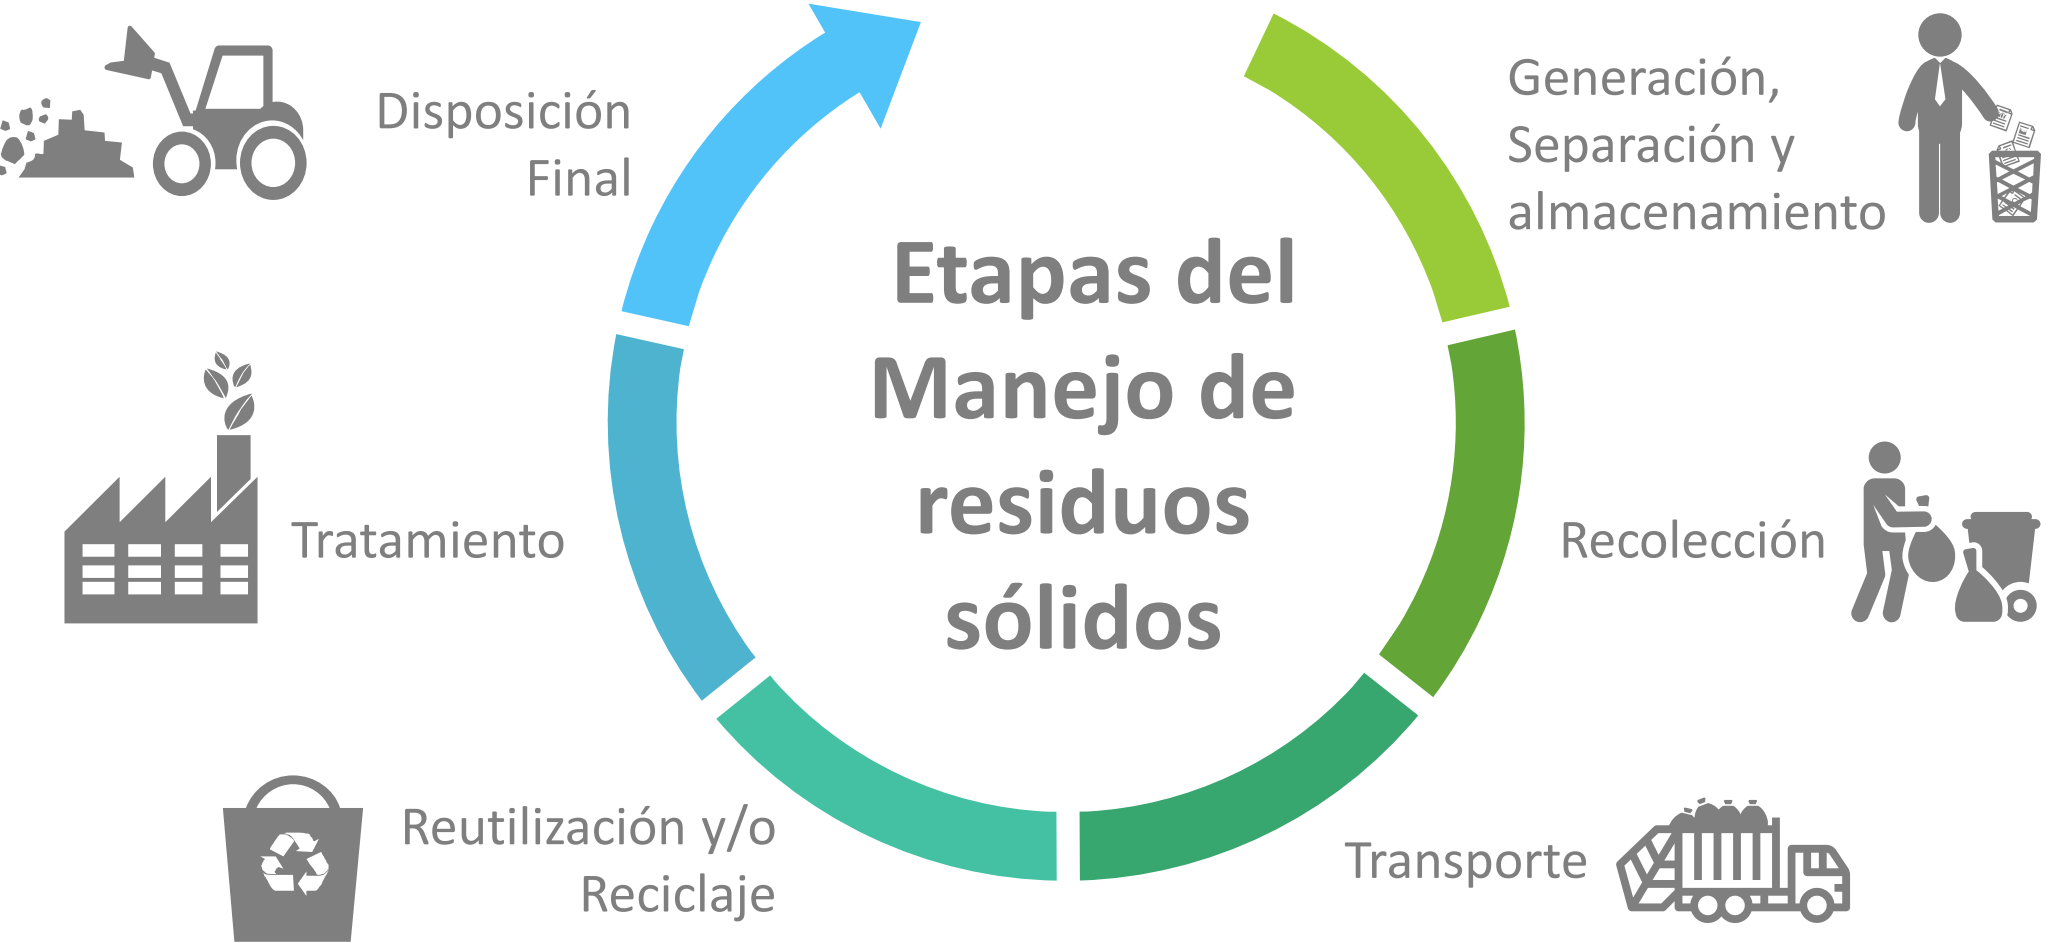 Etapas del
Manejo de
residuos
sólidos
Generación,
Separación y
almacenamiento
Recolección
Transporte
Reutilización y/o
Reciclaje
Tratamiento
Disposición
Final